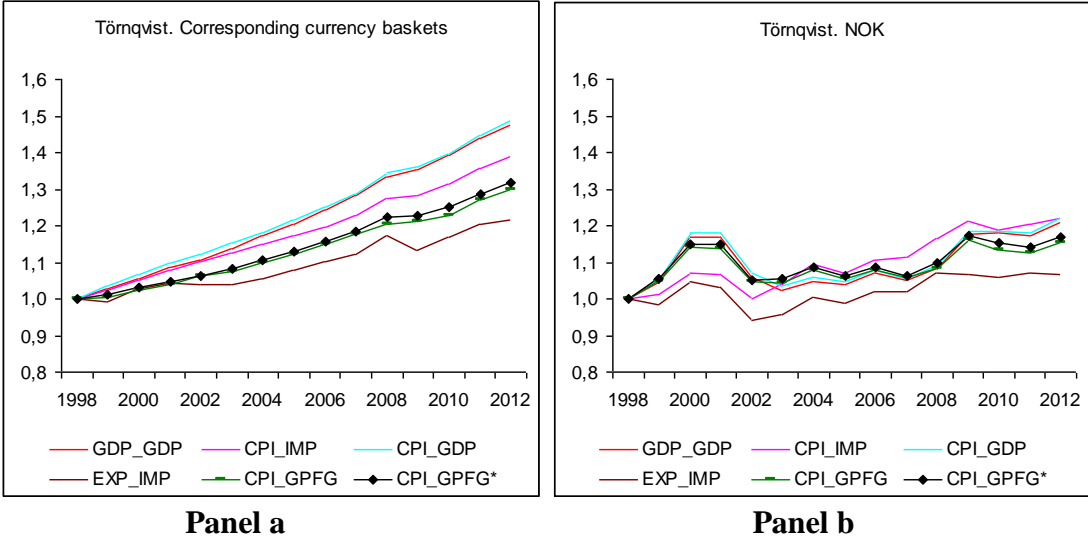 Törnqvist. Corresponding currency baskets
1,6
1,5
1,4
1,3
1,2
1,1
1,0
0,9
0,8
1998 2000 2002 2004 2006 2008 2010 2012
GDP_GDP CPI_IMP CPI_GDP
EXP_IMP CPI_GPFG CPI_GPFG*
Panel a
Törnqvist. NOK
1,6
1,5
1,4
1,3
1,2
1,1
1,0
0,9
0,8
1998 2000 2002 2004 2006 2008 2010 2012
GDP_GDP CPI_IMP CPI_GDP
EXP_IMP CPI_GPFG CPI_GPFG*
Panel b